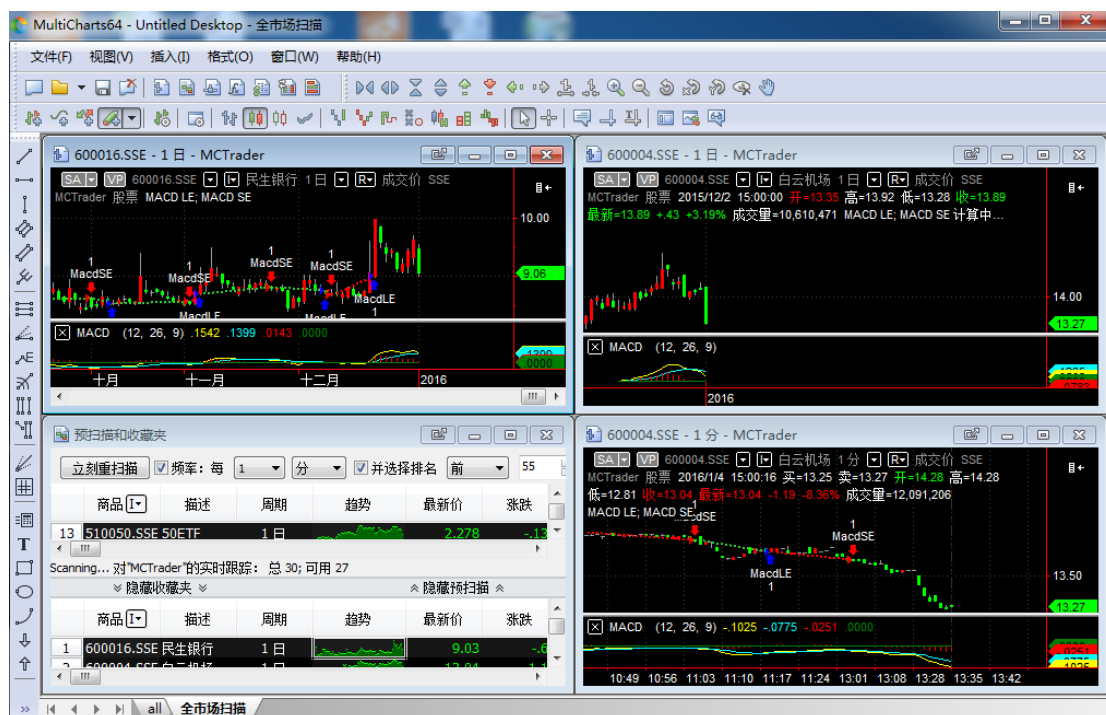 MultiCharts64 - Untitled Desktop - 全市场扫描
文件(F) 视图(V) 插入(I) 格式(O) 窗口(W) 帮助(H)
600016.SSE - 1 日 - MCTrader
SA VP 600016.SSE 民生银行 1 日 R 成交价 SSE
MCTrader 股票 MACD LE; MACD SE
10.00
9.06
1
MacdSE
1
MacdSE
1
MacdSE
1
MacdSE
MacdLE
MacdLE
MacdLE
1
MACD (12, 26, 9) .1542 .1399 .0143 .0000
.0000
十月 十一月 十二月 2016
600004.SSE - 1 日 - MCTrader
SA VP 600004.SSE 白云机场 1 日 R 成交价 SSE
MCTrader 股票 2015/12/2 15:00:00 开=13.35 高=13.92 低=13.28 收=13.89
最新=13.89 +.43 +3.19% 成交量=10,610,471 MACD LE; MACD SE 计算中...
14.00
13.27
MACD (12, 26, 9)
2016
预扫描和收藏夹
立刻重扫描 频率: 每 1 分 并选择排名 前 55
商品 描述 周期 趋势 最新价 涨跌
13 510050.SSE 50ETF 1 日 2.278 -.13
Scanning... 对"MCTrader"的实时跟踪: 总 30; 可用 27
隐藏收藏夹 隐藏预扫描
商品 描述 周期 趋势 最新价 涨跌
1 600016.SSE 民生银行 1 日 9.03 -.6
600004.SSE - 1 分 - MCTrader
SA VP 600004.SSE 白云机场 1 分 R 成交价 SSE
MCTrader 股票 2016/1/4 15:00:16 买=13.25 卖=13.27 开=14.28 高=14.28
低=12.81 收=13.04 最新=13.04 -1.19 -8.36% 成交量=12,091,206
MACD LE; MACD SE
1
1
MacdSE
MacdLE
1
13.50
13.27
MACD (12, 26, 9) -.1025 -.0775 -.0251 .0000
10:49 10:56 11:03 11:10 11:17 11:24 13:01 13:08 13:28 13:35 13:42
all 全市场扫描